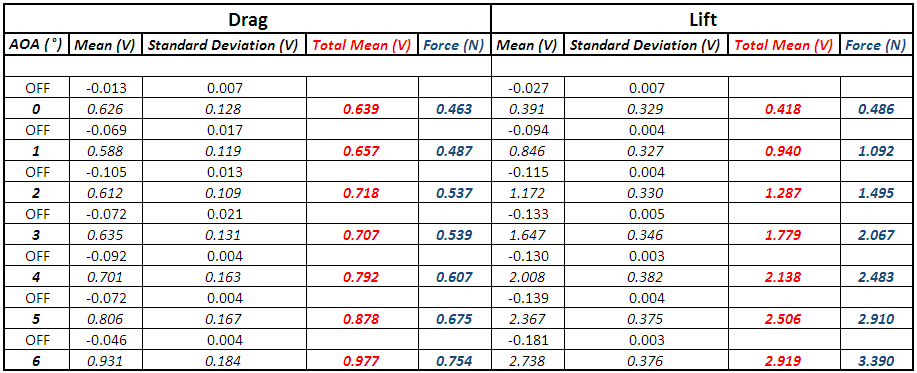 Drag Lift
AOA (°) Mean (V) Standard Deviation (V) Total Mean (V) Force (N) Mean (V) Standard Deviation (V) Total Mean (V) Force (N)
OFF -0.013 0.007 -0.027 0.007
0 0.626 0.128 0.639 0.463 0.391 0.329 0.418 0.486
OFF -0.069 0.017 -0.094 0.004
1 0.588 0.119 0.657 0.487 0.846 0.327 0.940 1.092
OFF -0.105 0.013 -0.115 0.004
2 0.612 0.109 0.718 0.537 1.172 0.330 1.287 1.495
OFF -0.072 0.021 -0.133 0.005
3 0.635 0.131 0.707 0.539 1.647 0.346 1.779 2.067
OFF -0.092 0.004 -0.130 0.003
4 0.701 0.163 0.792 0.607 2.008 0.382 2.138 2.483
OFF -0.072 0.004 -0.139 0.004
5 0.806 0.167 0.878 0.675 2.367 0.375 2.506 2.910
OFF -0.046 0.004 -0.181 0.003
6 0.931 0.184 0.977 0.754 2.738 0.376 2.919 3.390